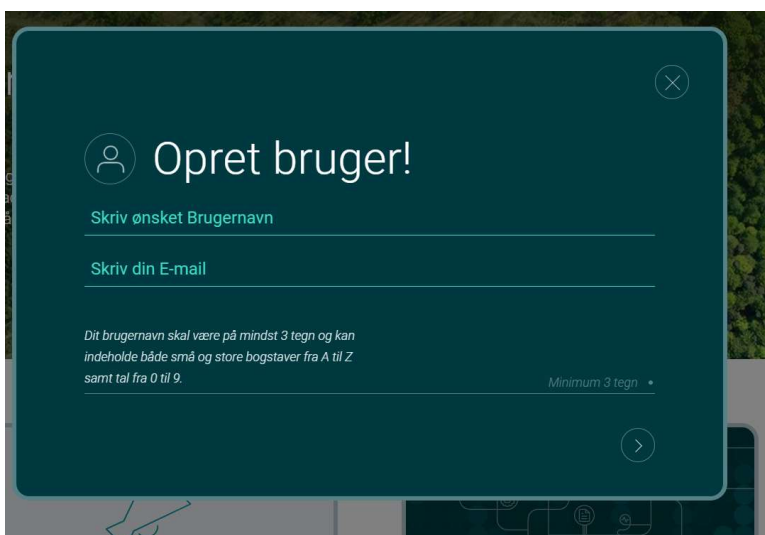 Opret bruger!
Skriv ønsket Brugernavn
Skriv din E-mail
Dit brugernavn skal være på mindst 3 tegn og kan
indeholde både små og store bogstaver fra A til Z
samt tal fra 0 til 9.
Minimum 3 tegn